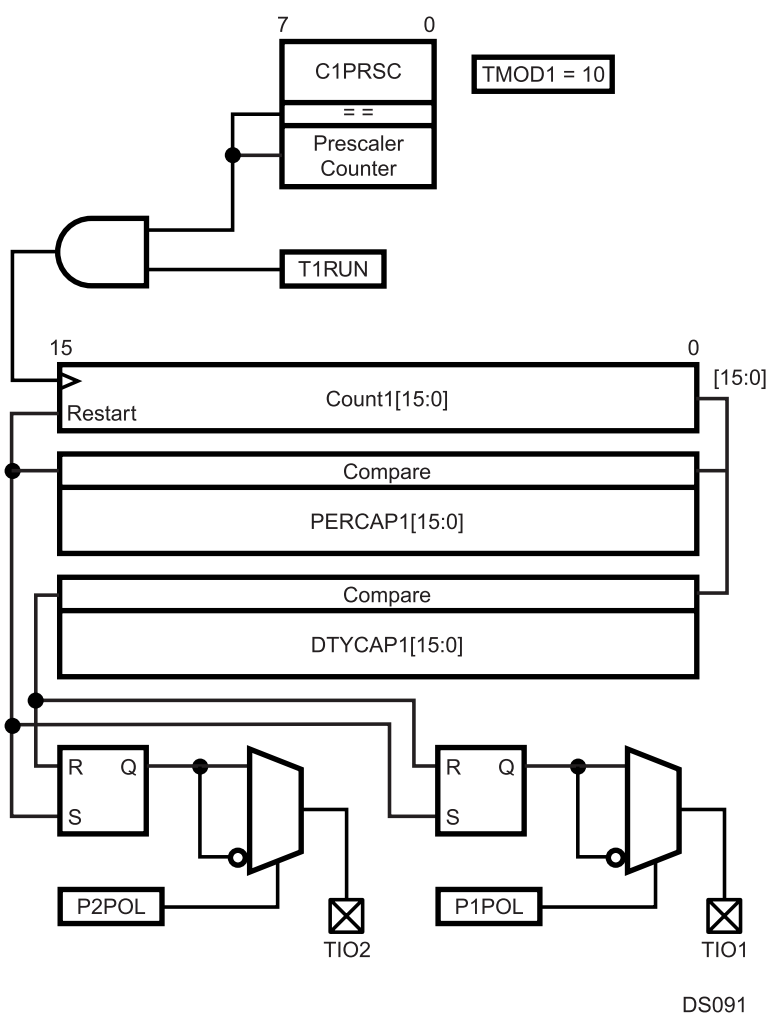 7 0
C1PRSC
TMOD1 = 10
= =
Prescaler
Counter
T1RUN
15 0
[15:0]
Count1[15:0]
Restart
Compare
PERCAP1[15:0]
Compare
DTYCAP1[15:0]
R Q
S
R Q
S
P2POL
P1POL
TIO2
TIO1
DS091